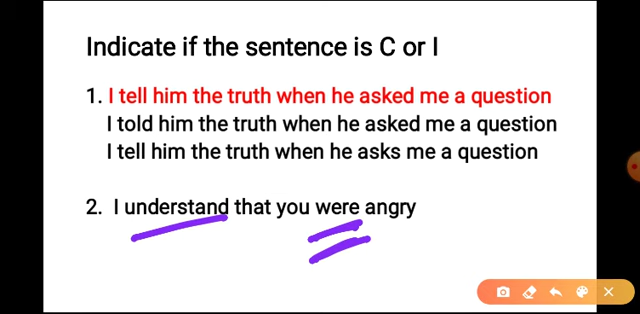 Indicate if the sentence is C or I
1. I tell him the truth when he asked me a question
I told him the truth when he asked me a question
I tell him the truth when he asks me a question
2. I understand that you were angry